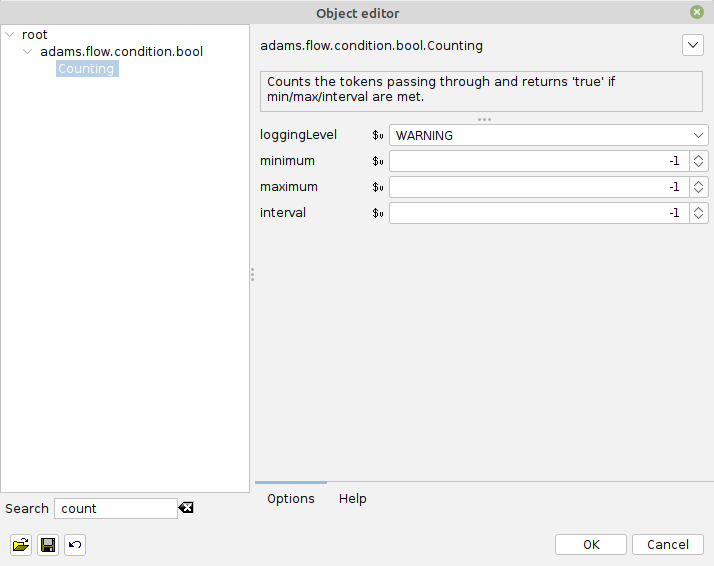 Object editor
root
adams.flow.condition.bool
Counting
adams.flow.condition.bool.Counting
Counts the tokens passing through and returns 'true' if
min/max/interval are met.
loggingLevel $v WARNING
minimum $v -1
maximum $v -1
interval $v -1
Options Help
Search count
OK Cancel